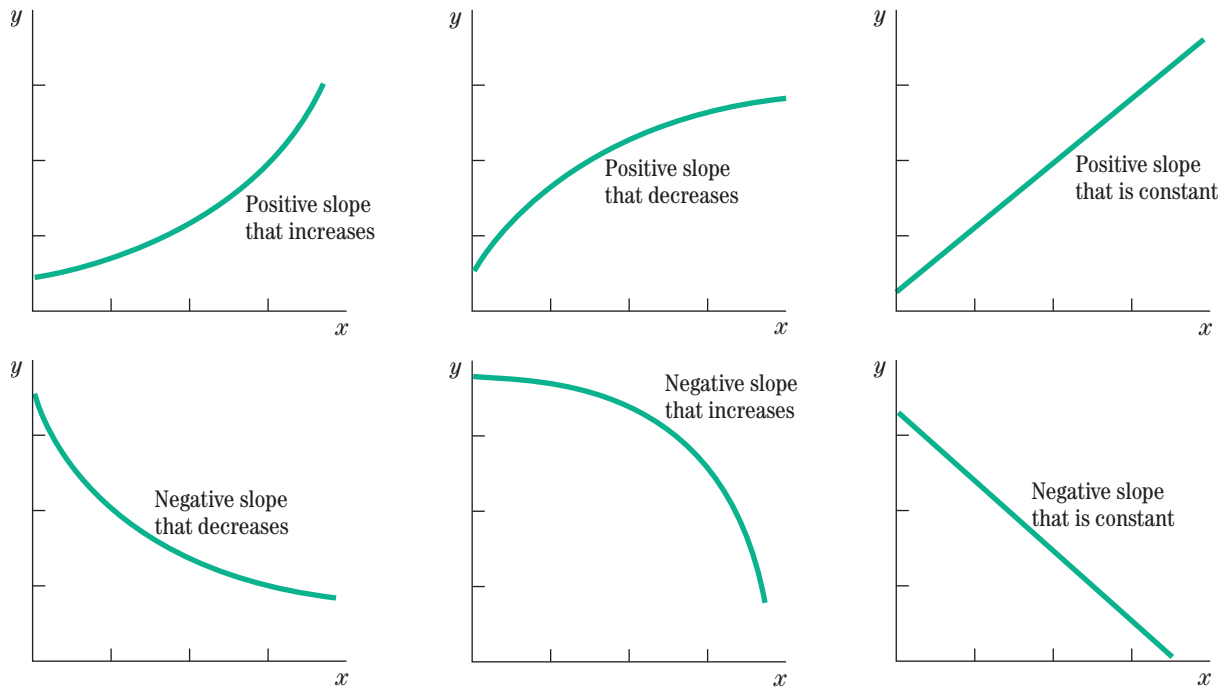 y
Positive slope
that increases
x
y
Positive slope
that decreases
x
y
Positive slope
that is constant
x
y
Negative slope
that decreases
x
y
Negative slope
that increases
x
y
Negative slope
that is constant
x